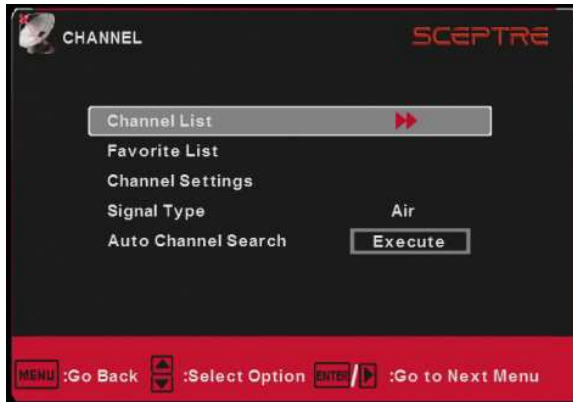 CHANNEL SCEPTRE
Channel List
Favorite List
Channel Settings
Signal Type Air
Auto Channel Search Execute
MENU :Go Back :Select Option ENTER/ :Go to Next Menu